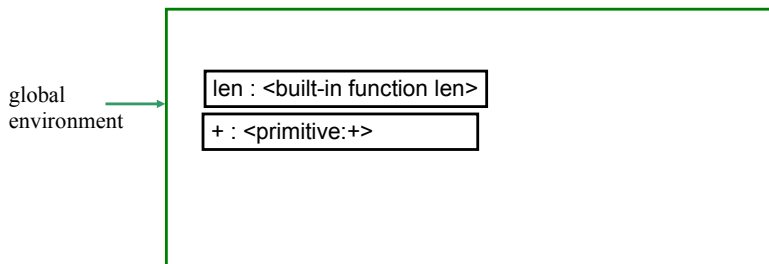 global
environment
len : <built-in function len>
+ : <primitive:+>